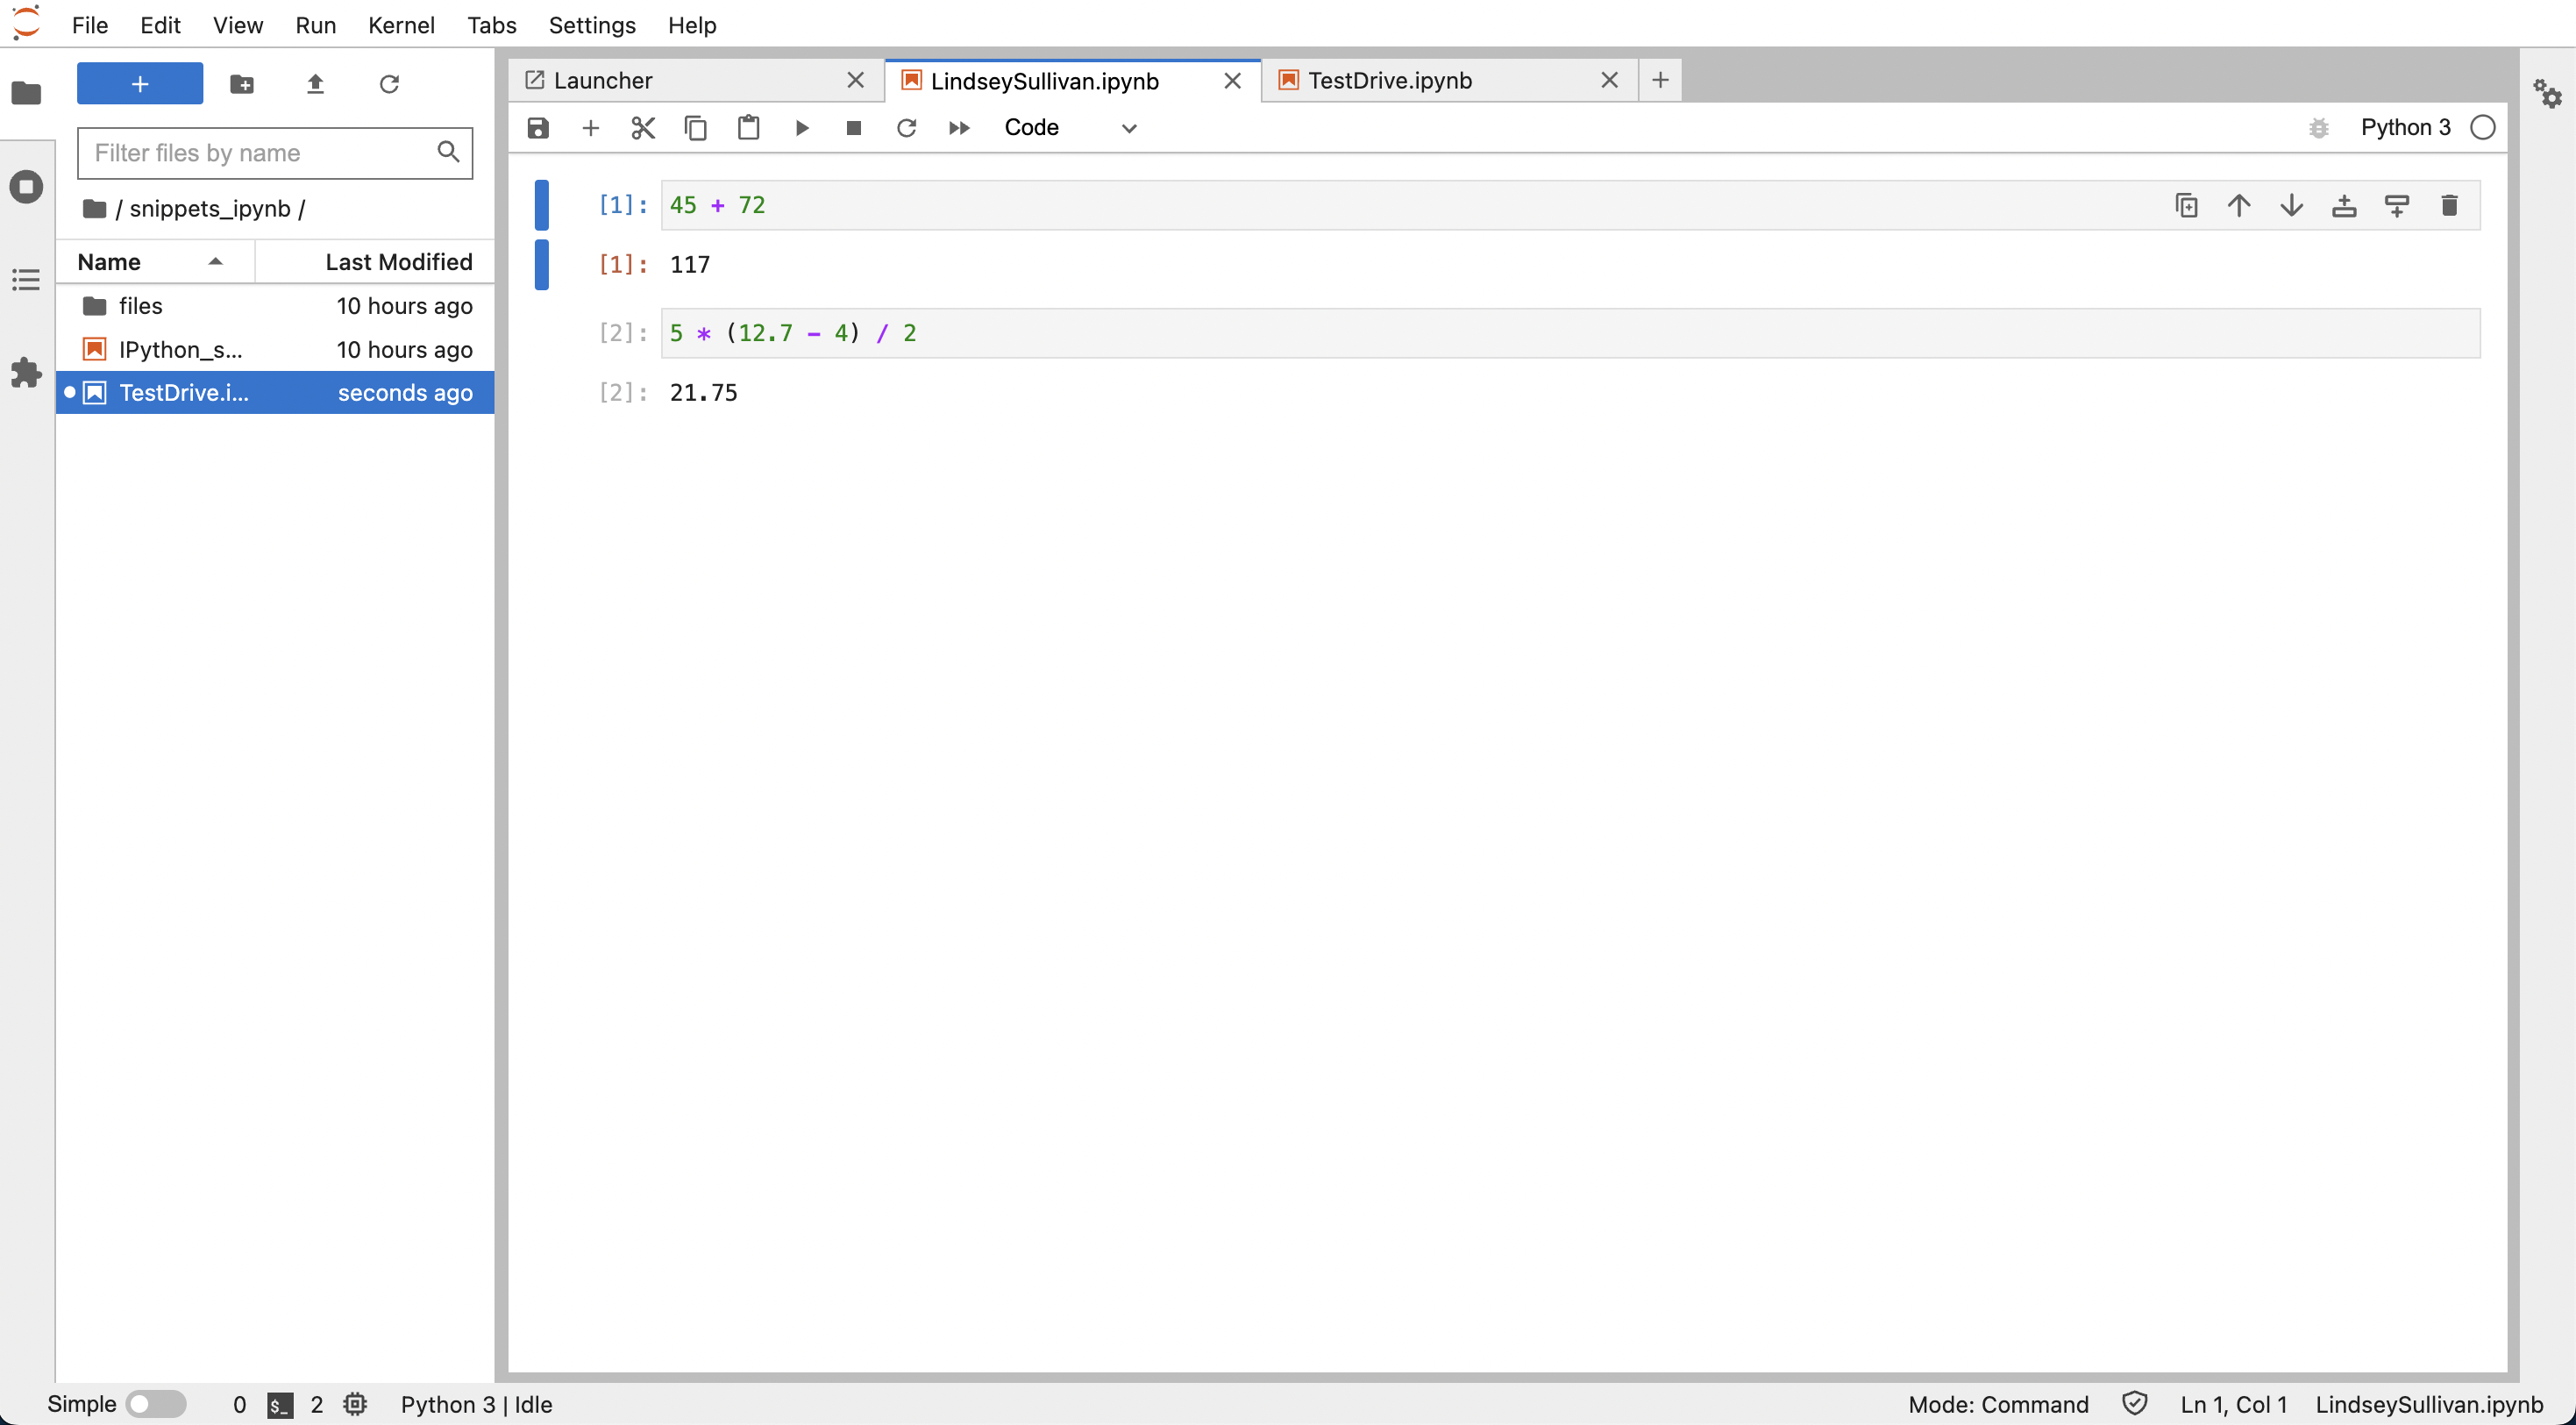 File Edit View Run Kernel Tabs Settings Help
+
Filter files by name
/ snippets_ipynb /
Name Last Modified
files 10 hours ago
IPython_s... 10 hours ago
TestDrive.i... seconds ago
Launcher LindseySullivan.ipynb TestDrive.ipynb
Code Python 3
[1]: 45 + 72
[1]: 117
[2]: 5 * (12.7 - 4) / 2
[2]: 21.75
Simple 0 $_ 2 Python 3 | Idle Mode: Command Ln 1, Col 1 LindseySullivan.ipynb